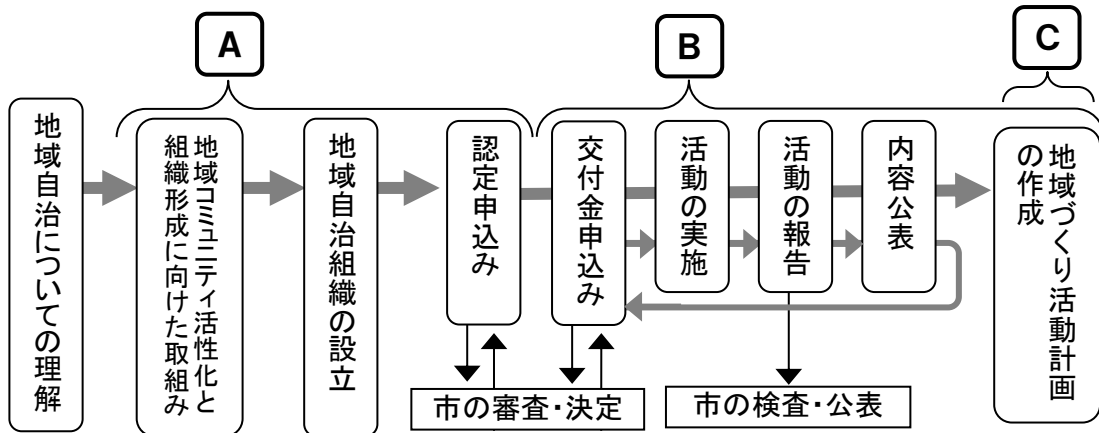 A
B
C
地域自治についての理解
地域コミュニティ活性化と
組織形成に向けた取組み
地域自治組織の設立
認定申込み
交付金申込み
活動の実施
活動の報告
内容公表
地域づくり活動計画
の作成
市の審査・決定
市の検査・公表